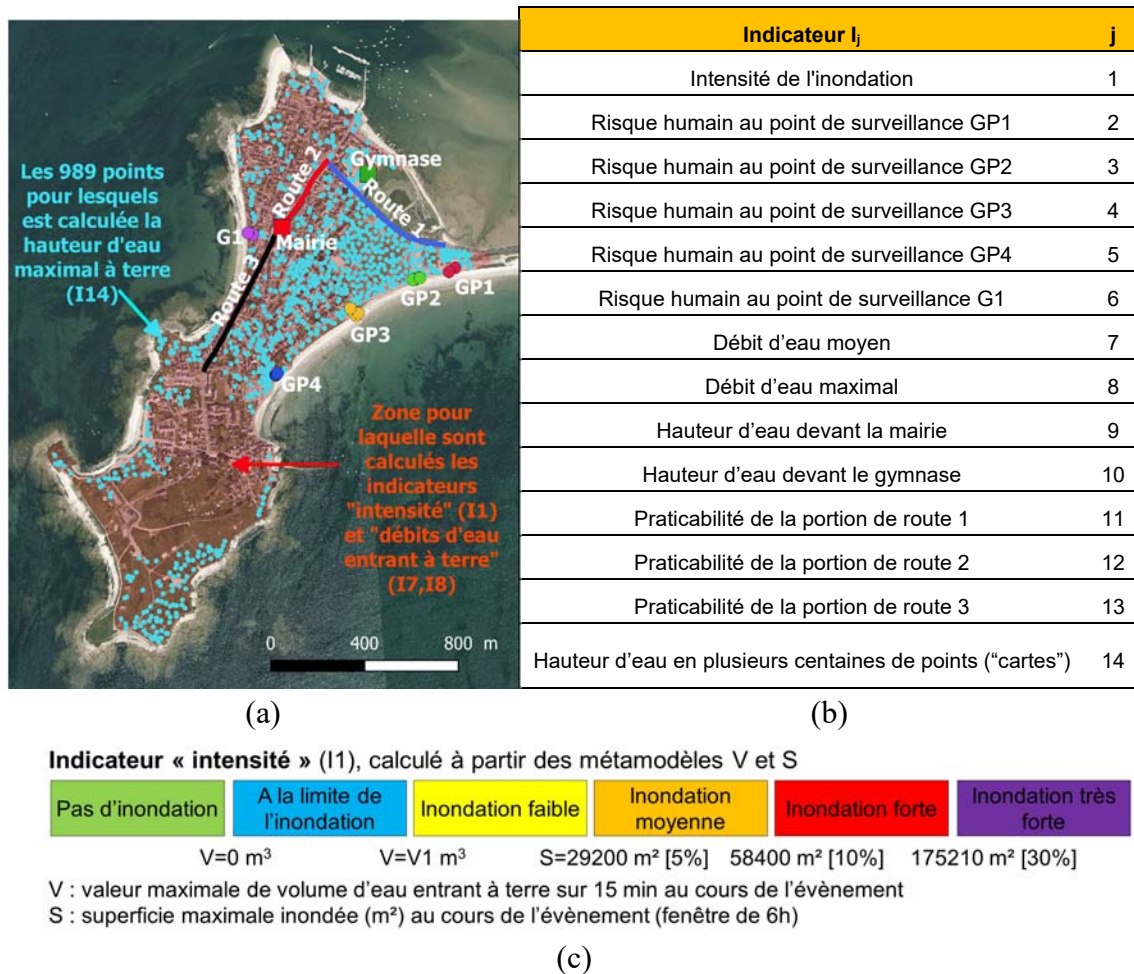 Les 989 points
pour lesquels
est calculée la
hauteur d'eau
maximal à terre
(I14)
Gymnase
Route 2
Route 1
G1
Mairie
Route 3
GP1
GP2
GP3
GP4
Zone pour
laquelle sont
calculés les
indicateurs
"intensité" (I1)
et "débits d'eau
entrant à terre"
(I7,I8)
0 400 800 m
(a)
Indicateur Ij j
Intensité de l'inondation 1
Risque humain au point de surveillance GP1 2
Risque humain au point de surveillance GP2 3
Risque humain au point de surveillance GP3 4
Risque humain au point de surveillance GP4 5
Risque humain au point de surveillance G1 6
Débit d’eau moyen 7
Débit d’eau maximal 8
Hauteur d’eau devant la mairie 9
Hauteur d’eau devant le gymnase 10
Praticabilité de la portion de route 1 11
Praticabilité de la portion de route 2 12
Praticabilité de la portion de route 3 13
Hauteur d’eau en plusieurs centaines de points (“cartes”) 14
(b)
Indicateur « intensité » (I1), calculé à partir des métamodèles V et S
Pas d’inondation
A la limite de
l’inondation
Inondation faible
Inondation
moyenne
Inondation forte
Inondation très
forte
V=0 m³ V=V1 m³ S=29200 m² [5%] 58400 m² [10%] 175210 m² [30%]
V : valeur maximale de volume d’eau entrant à terre sur 15 min au cours de l’évènement
S : superficie maximale inondée (m²) au cours de l’évènement (fenêtre de 6h)
(c)